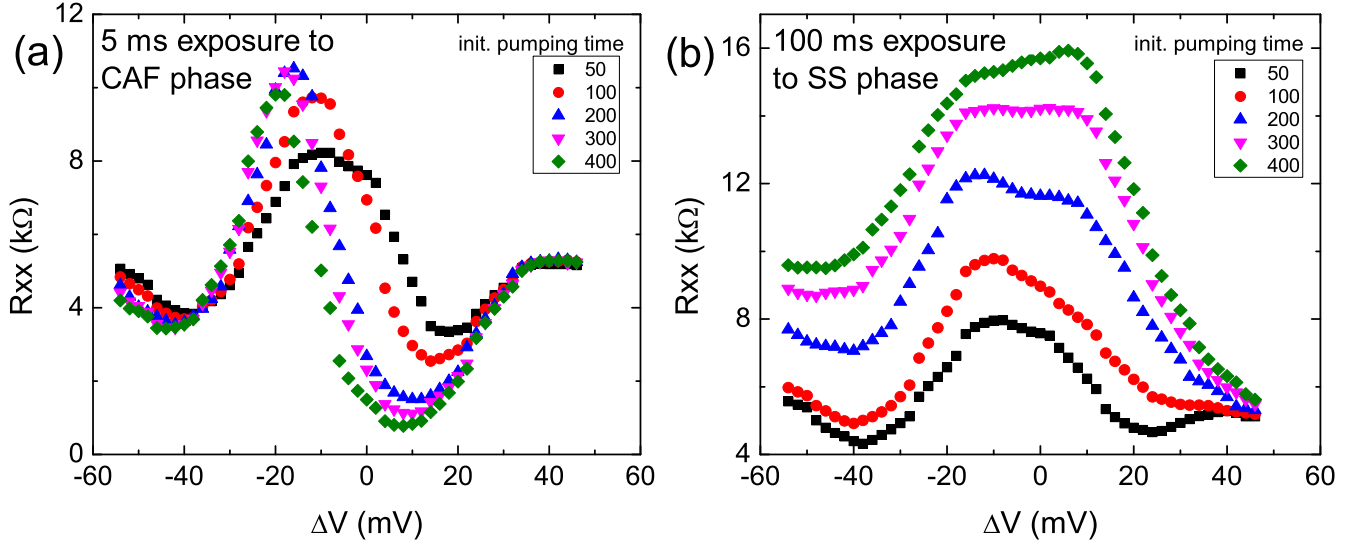 (a)
5 ms exposure to
CAF phase
init. pumping time
50
100
200
300
400
12
8
4
0
Rxx (kΩ)
-60 -40 -20 0 20 40 60
ΔV (mV)
(b)
100 ms exposure
to SS phase
init. pumping time
50
100
200
300
400
16
12
8
4
Rxx (kΩ)
-60 -40 -20 0 20 40 60
ΔV (mV)